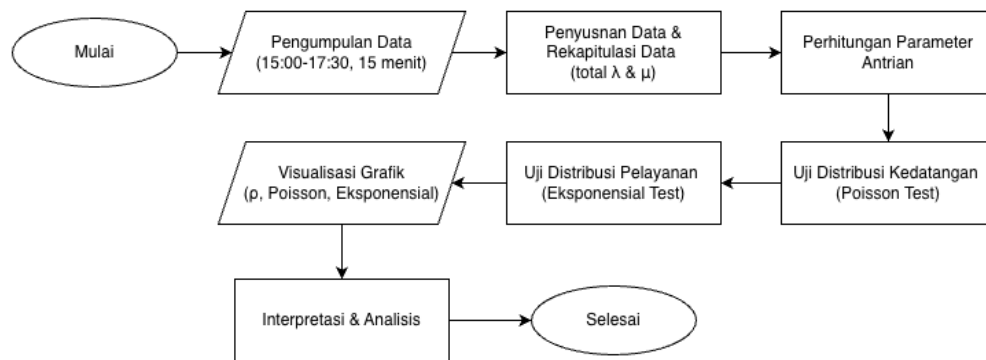 Mulai
Pengumpulan Data
(15:00-17:30, 15 menit)
Penyusnan Data &
Rekapitulasi Data
(total λ & μ)
Perhitungan Parameter
Antrian
Uji Distribusi Kedatangan
(Poisson Test)
Uji Distribusi Pelayanan
(Eksponensial Test)
Visualisasi Grafik
(ρ, Poisson, Eksponensial)
Interpretasi & Analisis
Selesai